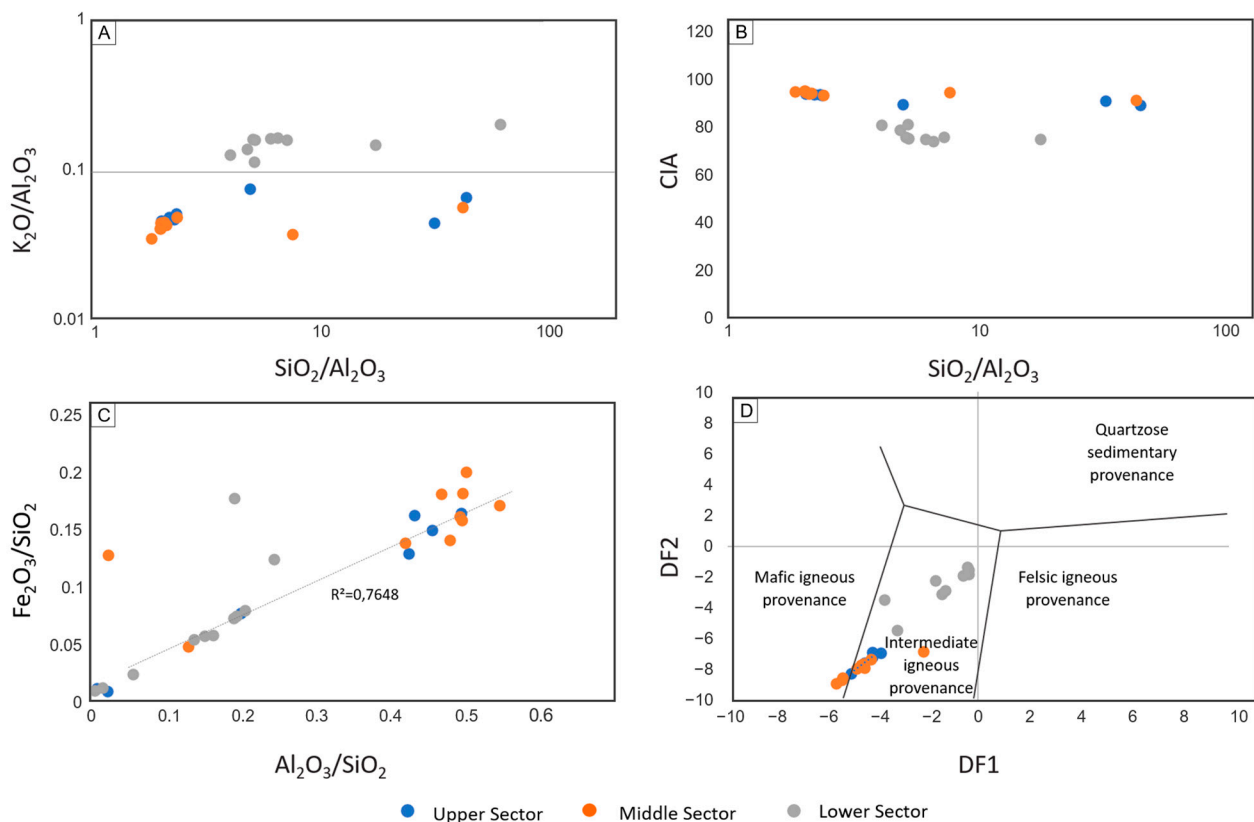 A
1
0.1
0.01
K₂O/Al₂O₃
1
10
100
SiO₂/Al₂O₃
B
120
100
80
60
40
20
0
CIA
1
10
100
SiO₂/Al₂O₃
C
0.25
0.2
0.15
0.1
0.05
0
Fe₂O₃/SiO₂
R²=0,7648
0
0.1
0.2
0.3
0.4
0.5
0.6
Al₂O₃/SiO₂
D
10
8
6
4
2
0
−2
−4
−6
−8
−10
DF2
Quartzose
sedimentary
provenance
Mafic igneous
provenance
Felsic igneous
provenance
Intermediate
igneous
provenance
−10
−8
−6
−4
−2
0
2
4
6
8
10
DF1
Upper Sector
Middle Sector
Lower Sector